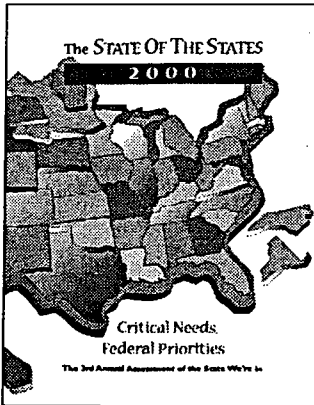 The STATE OF THE STATES
2000
Critical Needs,
Federal Priorities
The 3rd Annual Assessment of the State We're in